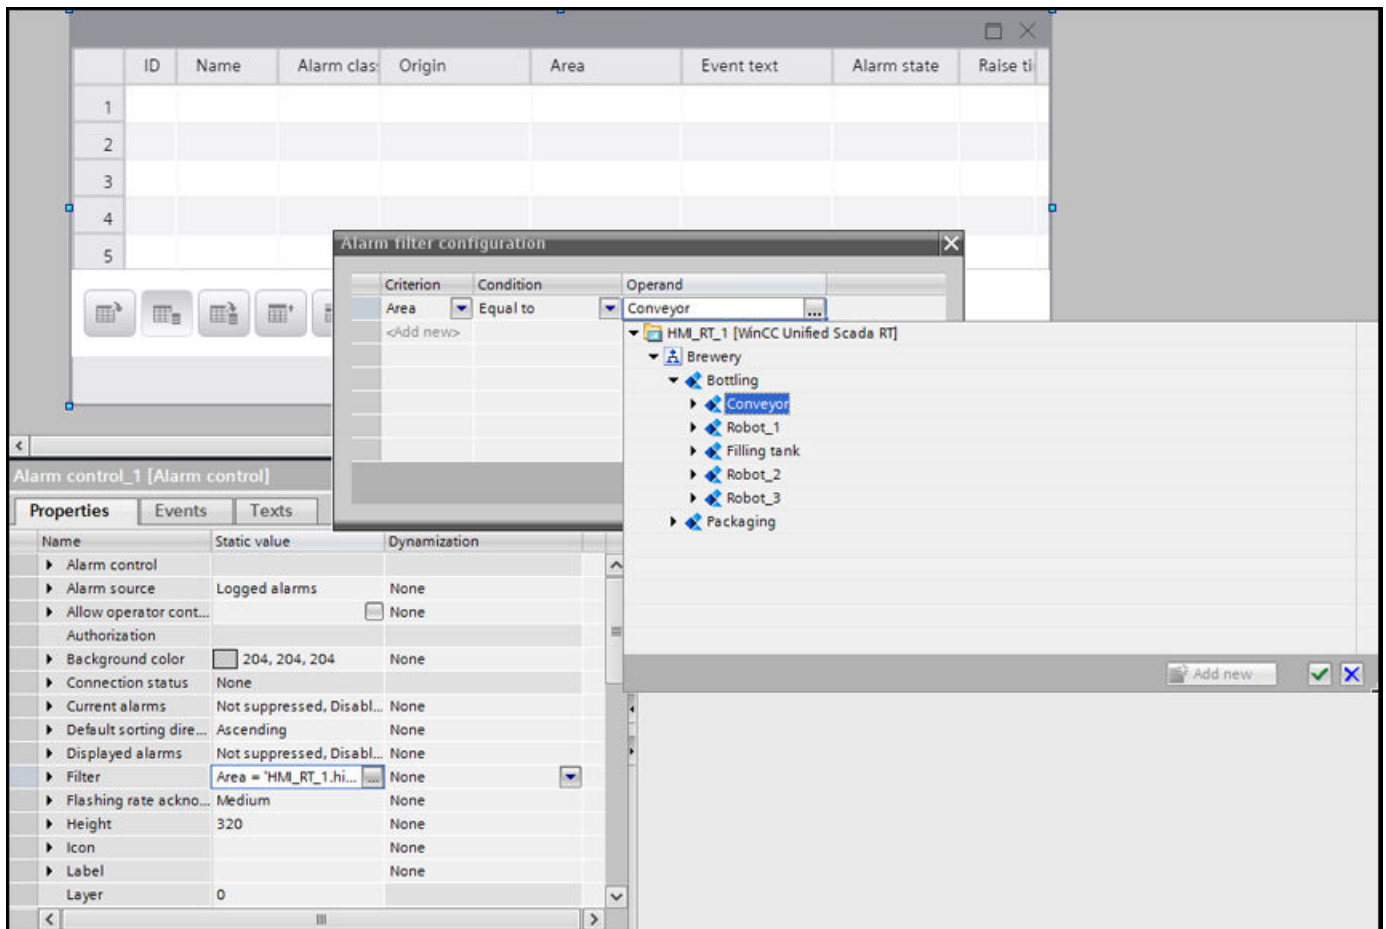 ID Name Alarm clas Origin Area Event text Alarm state Raise ti
1
2
3
4
5
Alarm filter configuration
Criterion Condition Operand
Area Equal to Conveyor ...
<Add new>
HMI_RT_1 [WinCC Unified Scada RT]
Brewery
Bottling
Conveyor
Robot_1
Filling tank
Robot_2
Robot_3
Packaging
Add new
Alarm control_1 [Alarm control]
Properties Events Texts
Name Static value Dynamization
Alarm control
Alarm source Logged alarms None
Allow operator cont... None
Authorization
Background color 204, 204, 204 None
Connection status None
Current alarms Not suppressed, Disabl... None
Default sorting dire... Ascending None
Displayed alarms Not suppressed, Disabl... None
Filter Area = 'HMI_RT_1.hi... ... None
Flashing rate ackno... Medium None
Height 320 None
Icon None
Label None
Layer 0